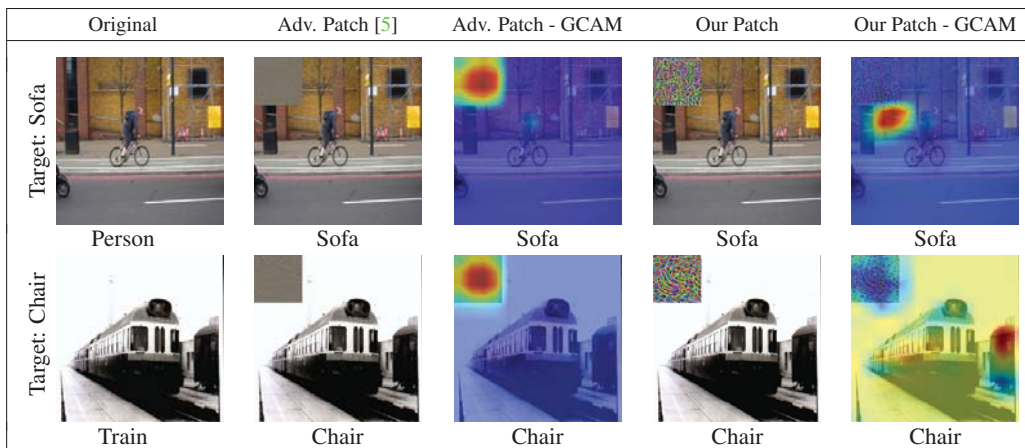 Original Adv. Patch [5] Adv. Patch - GCAM Our Patch Our Patch - GCAM
Target: Sofa
Person Sofa Sofa Sofa Sofa
Target: Chair
Train Chair Chair Chair Chair